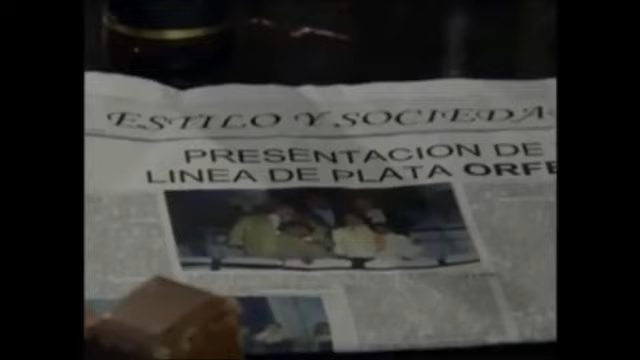 ESTILO Y SOCIEDA
PRESENTACION DE
LINEA DE PLATA ORFE